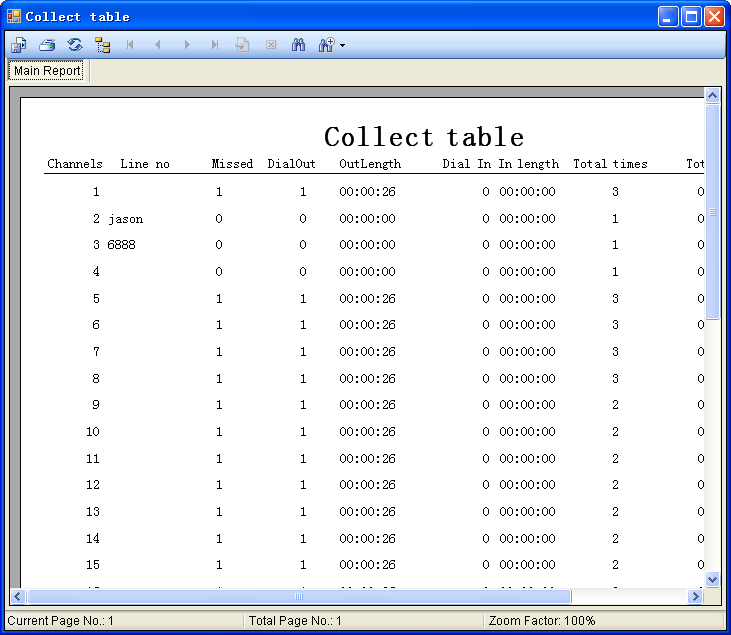 Collect table
Main Report
Collect table
Channels Line no Missed DialOut OutLength Dial In In length Total times Tot
1 1 1 00:00:26 0 00:00:00 3 0
2 jason 0 0 00:00:00 0 00:00:00 1 0
3 6888 0 0 00:00:00 0 00:00:00 1 0
4 0 0 00:00:00 0 00:00:00 1 0
5 1 1 00:00:26 0 00:00:00 3 0
6 1 1 00:00:26 0 00:00:00 3 0
7 1 1 00:00:26 0 00:00:00 3 0
8 1 1 00:00:26 0 00:00:00 3 0
9 1 1 00:00:26 0 00:00:00 2 0
10 1 1 00:00:26 0 00:00:00 2 0
11 1 1 00:00:26 0 00:00:00 2 0
12 1 1 00:00:26 0 00:00:00 2 0
13 1 1 00:00:26 0 00:00:00 2 0
14 1 1 00:00:26 0 00:00:00 2 0
15 1 1 00:00:26 0 00:00:00 2 0
Current Page No.: 1 Total Page No.: 1 Zoom Factor: 100%